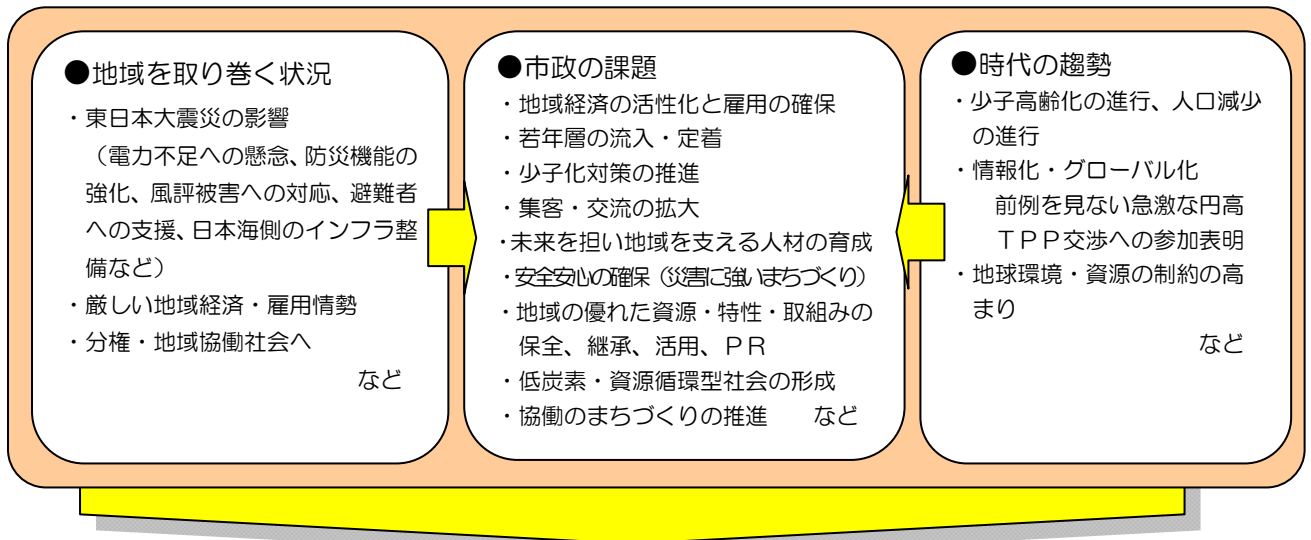 ●地域を取り巻く状況
・東日本大震災の影響
（電力不足への懸念、防災機能の
強化、風評被害への対応、避難者
への支援、日本海側のインフラ整
備など）
・厳しい地域経済・雇用情勢
・分権・地域協働社会へ
など
●市政の課題
・地域経済の活性化と雇用の確保
・若年層の流入・定着
・少子化対策の推進
・集客・交流の拡大
・未来を担い地域を支える人材の育成
・安全安心の確保（災害に強いまちづくり）
・地域の優れた資源・特性・取組みの
保全、継承、活用、ＰＲ
・低炭素・資源循環型社会の形成
・協働のまちづくりの推進　　など
●時代の趨勢
・少子高齢化の進行、人口減少
の進行
・情報化・グローバル化
前例を見ない急激な円高
ＴＰＰ交渉への参加表明
・地球環境・資源の制約の高
まり
など